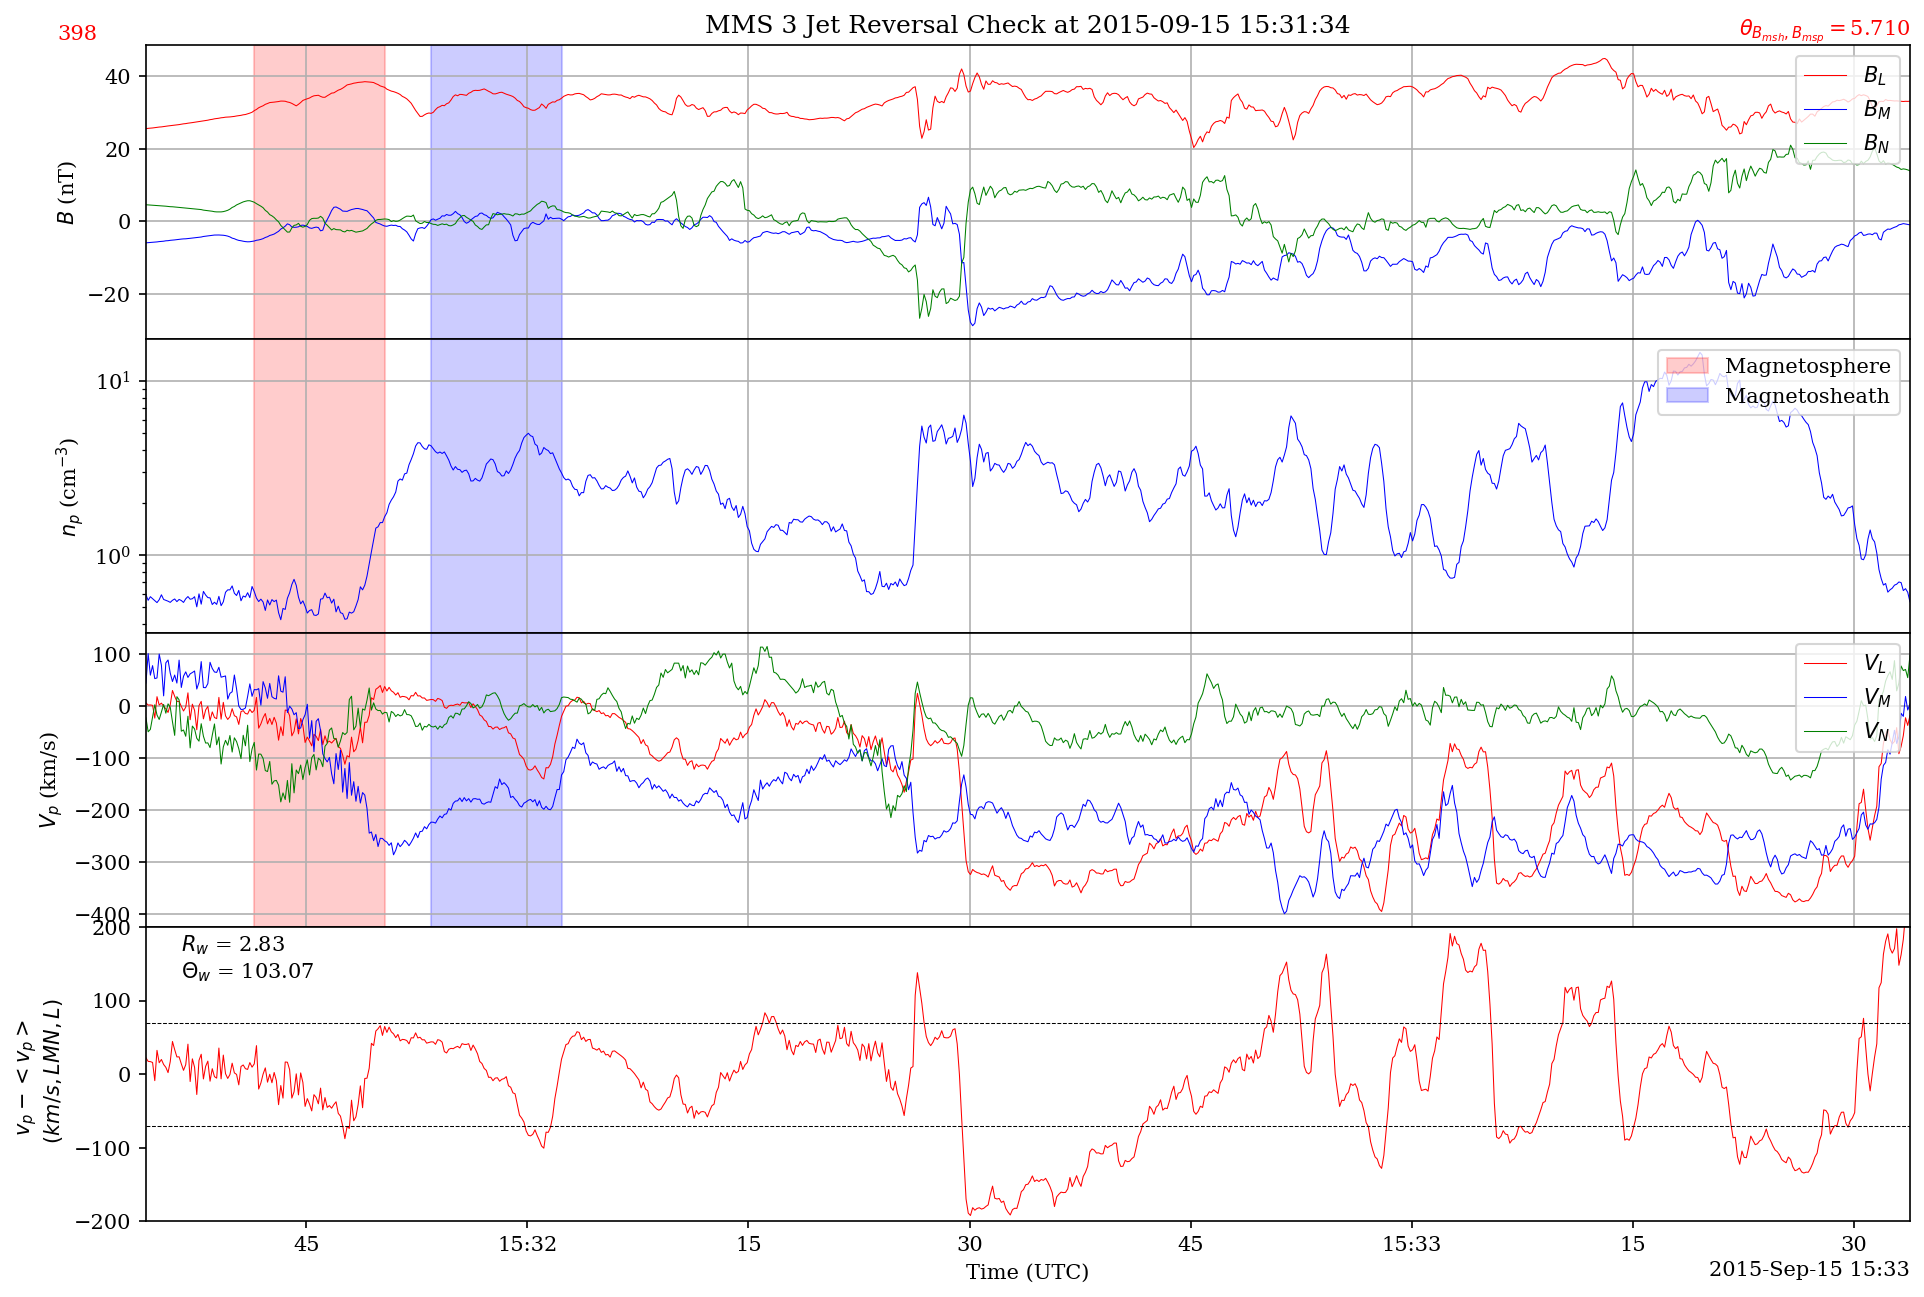 MMS 3 Jet Reversal Check at 2015-09-15 15:31:34
398
θ_{B_{msh}, B_{msp}} = 5.710
40
20
0
−20
B (nT)
B_L
B_M
B_N
10¹
10⁰
n_p (cm⁻³)
Magnetosphere
Magnetosheath
100
0
−100
−200
−300
−400
V_p (km/s)
V_L
V_M
V_N
200
100
0
−100
−200
v_p − < v_p >
(km/s, LMN, L)
R_w = 2.83
Θ_w = 103.07
45
15:32
15
30
45
15:33
15
30
Time (UTC)
2015-Sep-15 15:33